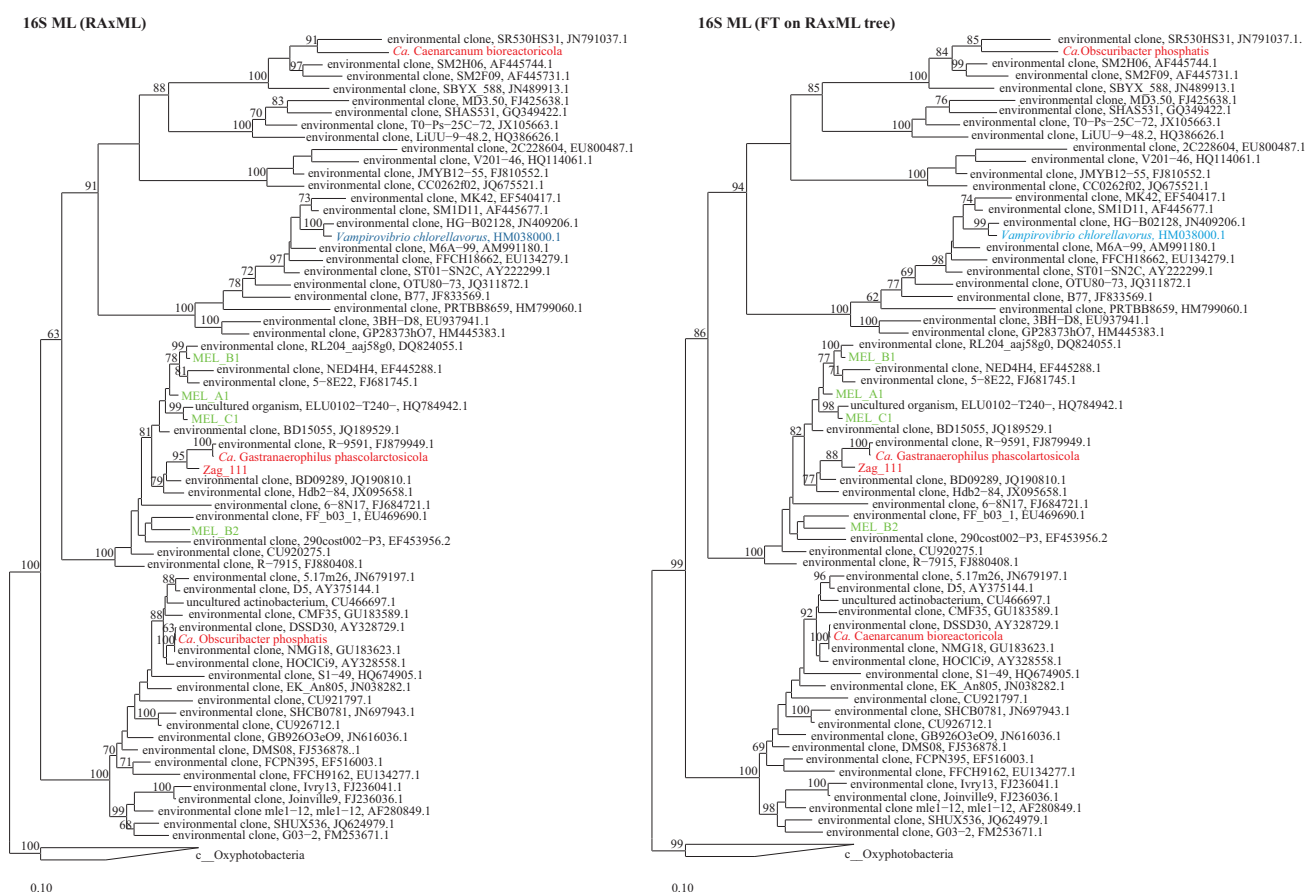 16S ML (RAxML)
91
environmental clone, SR530HS31, JN791037.1
Ca. Caenarcanum bioreactoricola
97
environmental clone, SM2H06, AF445744.1
100
environmental clone, SM2F09, AF445731.1
88
environmental clone, SBYX_588, JN489913.1
83
environmental clone, MD3.50, FJ425638.1
70
environmental clone, SHAS531, GQ349422.1
100
environmental clone, T0−Ps−25C−72, JX105663.1
environmental clone, LiUU−9−48.2, HQ386626.1
environmental clone, 2C228604, EU800487.1
environmental clone, V201−46, HQ114061.1
100
environmental clone, JMYB12−55, FJ810552.1
91
environmental clone, CC0262f02, JQ675521.1
73
environmental clone, MK42, EF540417.1
environmental clone, SM1D11, AF445677.1
100
environmental clone, HG−B02128, JN409206.1
Vampirovibrio chlorellavorus, HM038000.1
environmental clone, M6A−99, AM991180.1
97
environmental clone, FFCH18662, EU134279.1
72
environmental clone, ST01−SN2C, AY222299.1
78
environmental clone, OTU80−73, JQ311872.1
environmental clone, B77, JF833569.1
100
environmental clone, PRTBB8659, HM799060.1
100
environmental clone, 3BH−D8, EU937941.1
63
environmental clone, GP28373hO7, HM445383.1
99
environmental clone, RL204_aaj58g0, DQ824055.1
78
MEL_B1
81
environmental clone, NED4H4, EF445288.1
environmental clone, 5−8E22, FJ681745.1
MEL_A1
99
uncultured organism, ELU0102−T240−, HQ784942.1
MEL_C1
81
environmental clone, BD15055, JQ189529.1
100
environmental clone, R−9591, FJ879949.1
95
Ca. Gastranaerophilus phascolarctosicola
Zag_111
79
environmental clone, BD09289, JQ190810.1
environmental clone, Hdb2−84, JX095658.1
environmental clone, 6−8N17, FJ684721.1
environmental clone, FF_b03_1, EU469690.1
MEL_B2
environmental clone, 290cost002−P3, EF453956.2
100
environmental clone, CU920275.1
100
environmental clone, R−7915, FJ880408.1
88
environmental clone, 5.17m26, JN679197.1
environmental clone, D5, AY375144.1
uncultured actinobacterium, CU466697.1
88
environmental clone, CMF35, GU183589.1
63
environmental clone, DSSD30, AY328729.1
100
Ca. Obscuribacter phosphatis
environmental clone, NMG18, GU183623.1
environmental clone, HOClCi9, AY328558.1
environmental clone, S1−49, HQ674905.1
environmental clone, EK_An805, JN038282.1
environmental clone, CU921797.1
100
environmental clone, SHCB0781, JN697943.1
environmental clone, CU926712.1
environmental clone, GB926O3eO9, JN616036.1
70
environmental clone, DMS08, FJ536878..1
71
environmental clone, FCPN395, EF516003.1
100
environmental clone, FFCH9162, EU134277.1
100
environmental clone, Ivry13, FJ236041.1
environmental clone, Joinville9, FJ236036.1
99
environmental clone mle1−12, mle1−12, AF280849.1
68
environmental clone, SHUX536, JQ624979.1
environmental clone, G03−2, FM253671.1
100
c__Oxyphotobacteria
0.10
16S ML (FT on RAxML tree)
85
environmental clone, SR530HS31, JN791037.1.
84
Ca.Obscuribacter phosphatis
99
environmental clone, SM2H06, AF445744.1
100
environmental clone, SM2F09, AF445731.1
85
environmental clone, SBYX_588, JN489913.1
76
environmental clone, MD3.50, FJ425638.1
environmental clone, SHAS531, GQ349422.1
100
environmental clone, T0−Ps−25C−72, JX105663.1
environmental clone, LiUU−9−48.2, HQ386626.1
environmental clone, 2C228604, EU800487.1
environmental clone, V201−46, HQ114061.1
100
environmental clone, JMYB12−55, FJ810552.1
94
environmental clone, CC0262f02, JQ675521.1
74
environmental clone, MK42, EF540417.1
environmental clone, SM1D11, AF445677.1
99
environmental clone, HG−B02128, JN409206.1
Vampirovibrio chlorellavorus, HM038000.1
environmental clone, M6A−99, AM991180.1
98
environmental clone, FFCH18662, EU134279.1
69
environmental clone, ST01−SN2C, AY222299.1
77
environmental clone, OTU80−73, JQ311872.1
62
environmental clone, B77, JF833569.1
100
environmental clone, PRTBB8659, HM799060.1
100
environmental clone, 3BH−D8, EU937941.1
86
environmental clone, GP28373hO7, HM445383.1
100
environmental clone, RL204_aaj58g0, DQ824055.1
77
MEL_B1
71
environmental clone, NED4H4, EF445288.1
environmental clone, 5−8E22, FJ681745.1
MEL_A1
98
uncultured organism, ELU0102−T240−, HQ784942.1
MEL_C1
82
environmental clone, BD15055, JQ189529.1
100
environmental clone, R−9591, FJ879949.1
88
Ca. Gastranaerophilus phascolartosicola
Zag_111
77
environmental clone, BD09289, JQ190810.1
environmental clone, Hdb2−84, JX095658.1
environmental clone, 6−8N17, FJ684721.1
environmental clone, FF_b03_1, EU469690.1
MEL_B2
environmental clone, 290cost002−P3, EF453956.2
100
environmental clone, CU920275.1
99
environmental clone, R−7915, FJ880408.1
96
environmental clone, 5.17m26, JN679197.1
environmental clone, D5, AY375144.1
uncultured actinobacterium, CU466697.1
92
environmental clone, CMF35, GU183589.1
environmental clone, DSSD30, AY328729.1
100
Ca. Caenarcanum bioreactoricola
environmental clone, NMG18, GU183623.1
environmental clone, HOClCi9, AY328558.1
environmental clone, S1−49, HQ674905.1
environmental clone, EK_An805, JN038282.1
environmental clone, CU921797.1
100
environmental clone, SHCB0781, JN697943.1
environmental clone, CU926712.1
environmental clone, GB926O3eO9, JN616036.1
69
environmental clone, DMS08, FJ536878.1
environmental clone, FCPN395, EF516003.1
100
environmental clone, FFCH9162, EU134277.1
100
environmental clone, Ivry13, FJ236041.1
environmental clone, Joinville9, FJ236036.1
98
environmental clone mle1−12, mle1−12, AF280849.1
environmental clone, SHUX536, JQ624979.1
environmental clone, G03−2, FM253671.1
99
c__Oxyphotobacteria
0.10